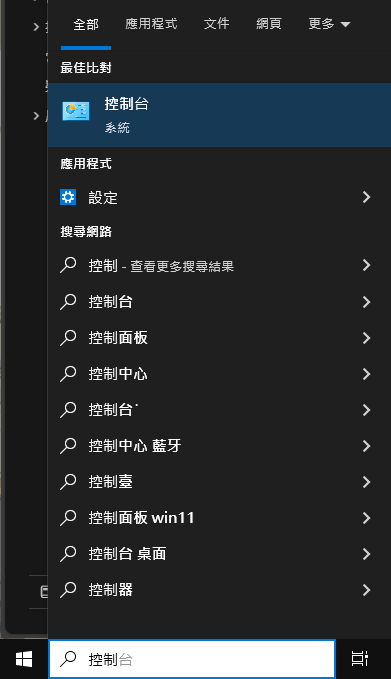 全部 應用程式 文件 網頁 更多
最佳比對
控制台
系統
應用程式
設定
搜尋網路
控制 - 查看更多搜尋結果
控制台
控制面板
控制中心
控制台˙
控制中心 藍牙
控制臺
控制面板 win11
控制台 桌面
控制器
控制台